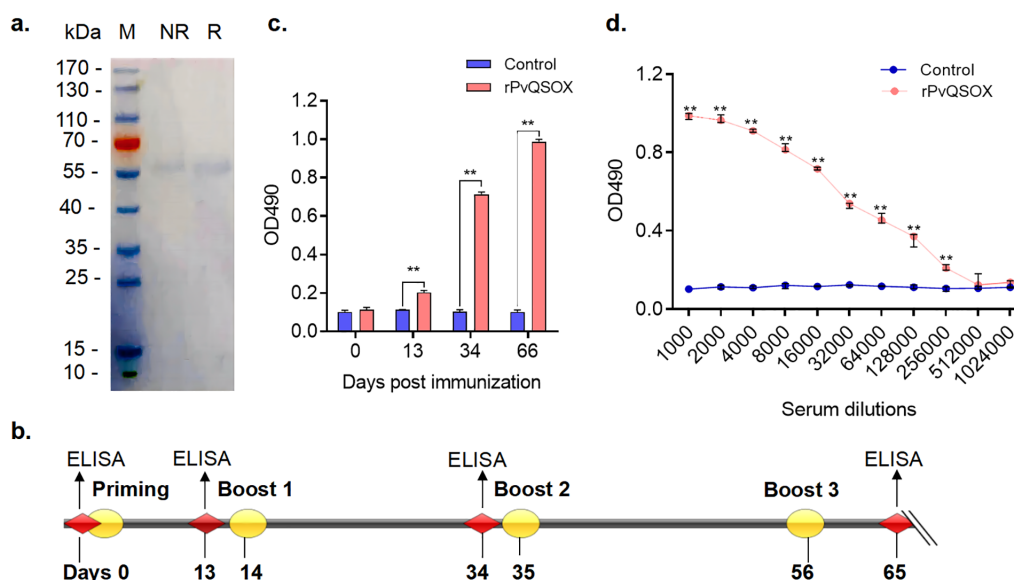 a.
kDa M NR R
170 -
130 -
110 -
70 -
55 -
40 -
35 -
25 -
15 -
10 -
c.
Control
rPvQSOX
OD490
1.2
1.0
0.8
0.6
0.4
0.2
0.0
**
**
**
0 13 34 66
Days post immunization
d.
Control
rPvQSOX
OD490
1.2
0.8
0.4
0.0
** ** ** ** ** ** ** ** **
1000 2000 4000 8000 16000 32000 64000 128000 256000 512000 1024000
Serum dilutions
b.
ELISA ELISA ELISA ELISA
Priming Boost 1 Boost 2 Boost 3
Days 0 13 14 34 35 56 65